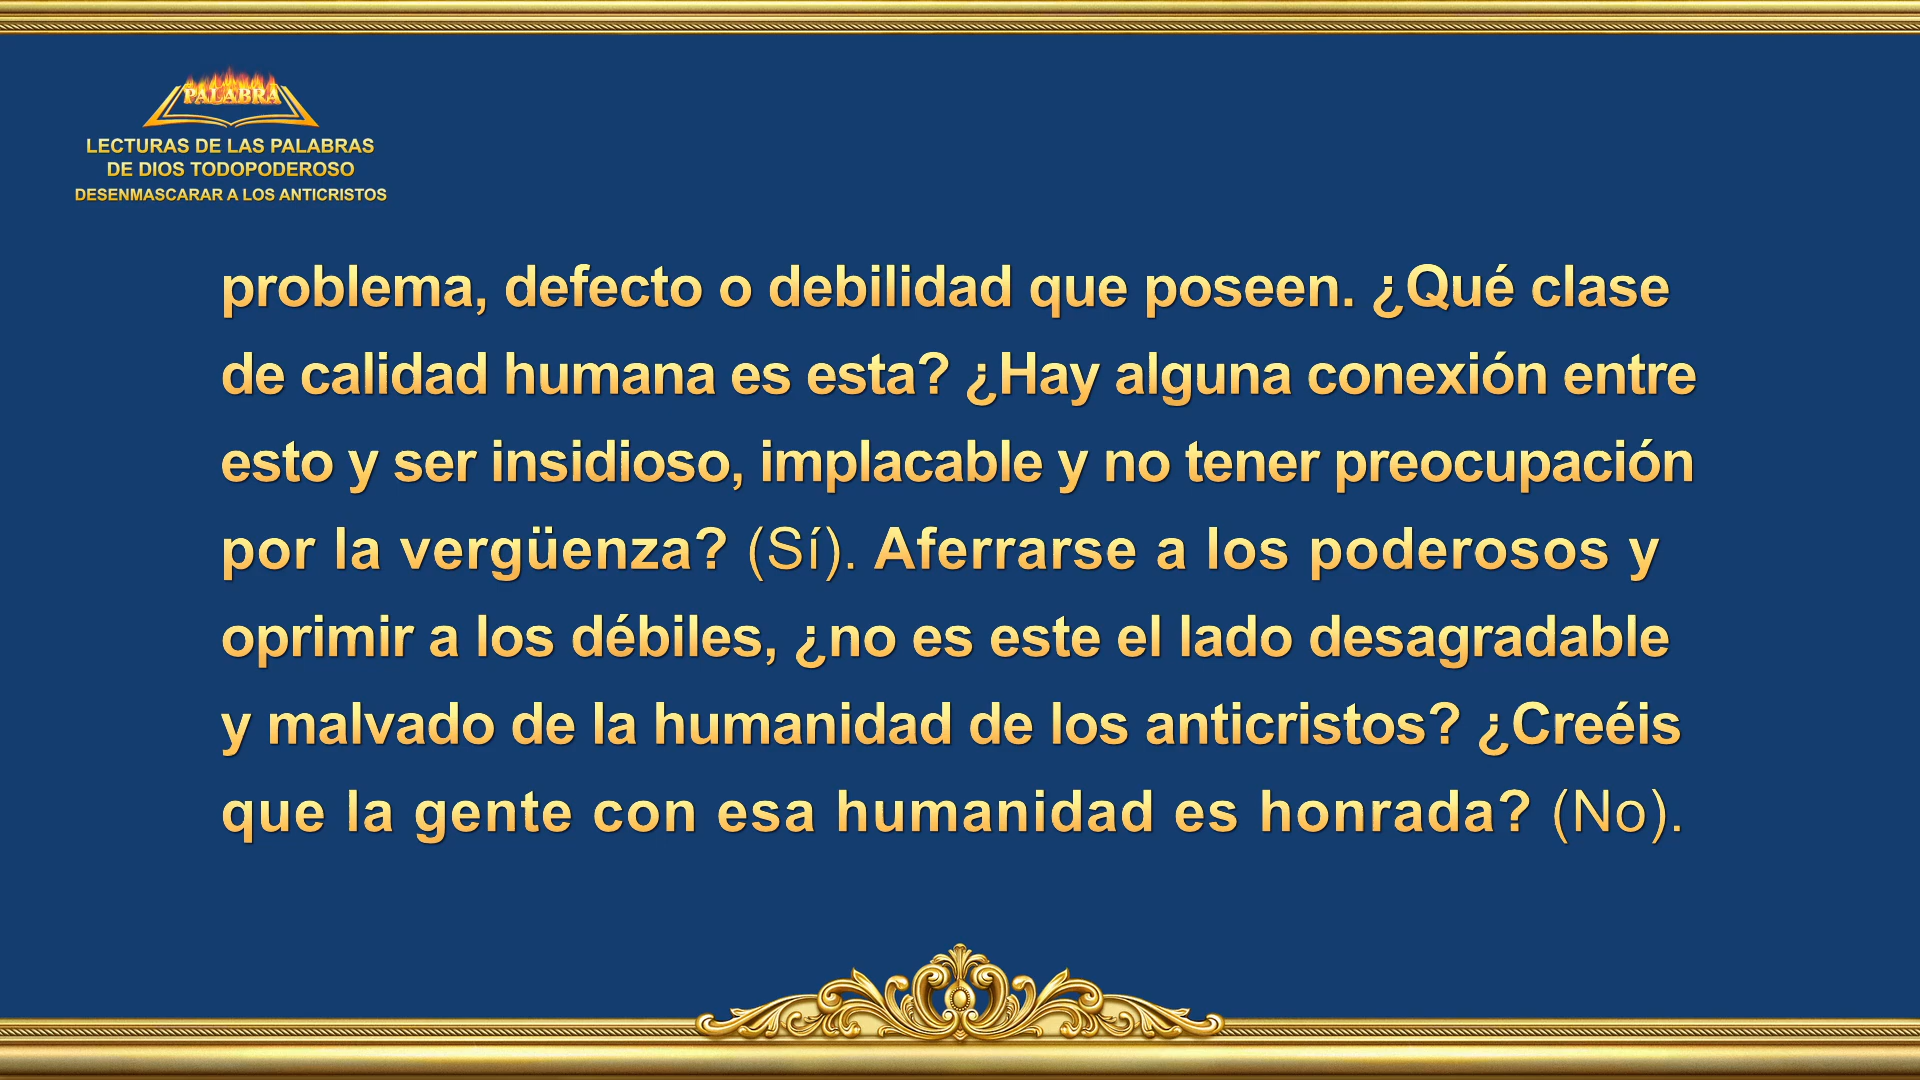 PALABRA
LECTURAS DE LAS PALABRAS
DE DIOS TODOPODEROSO
DESENMASCARAR A LOS ANTICRISTOS
problema, defecto o debilidad que poseen. ¿Qué clase
de calidad humana es esta? ¿Hay alguna conexión entre
esto y ser insidioso, implacable y no tener preocupación
por la vergüenza? (Sí). Aferrarse a los poderosos y
oprimir a los débiles, ¿no es este el lado desagradable
y malvado de la humanidad de los anticristos? ¿Creéis
que la gente con esa humanidad es honrada? (No).